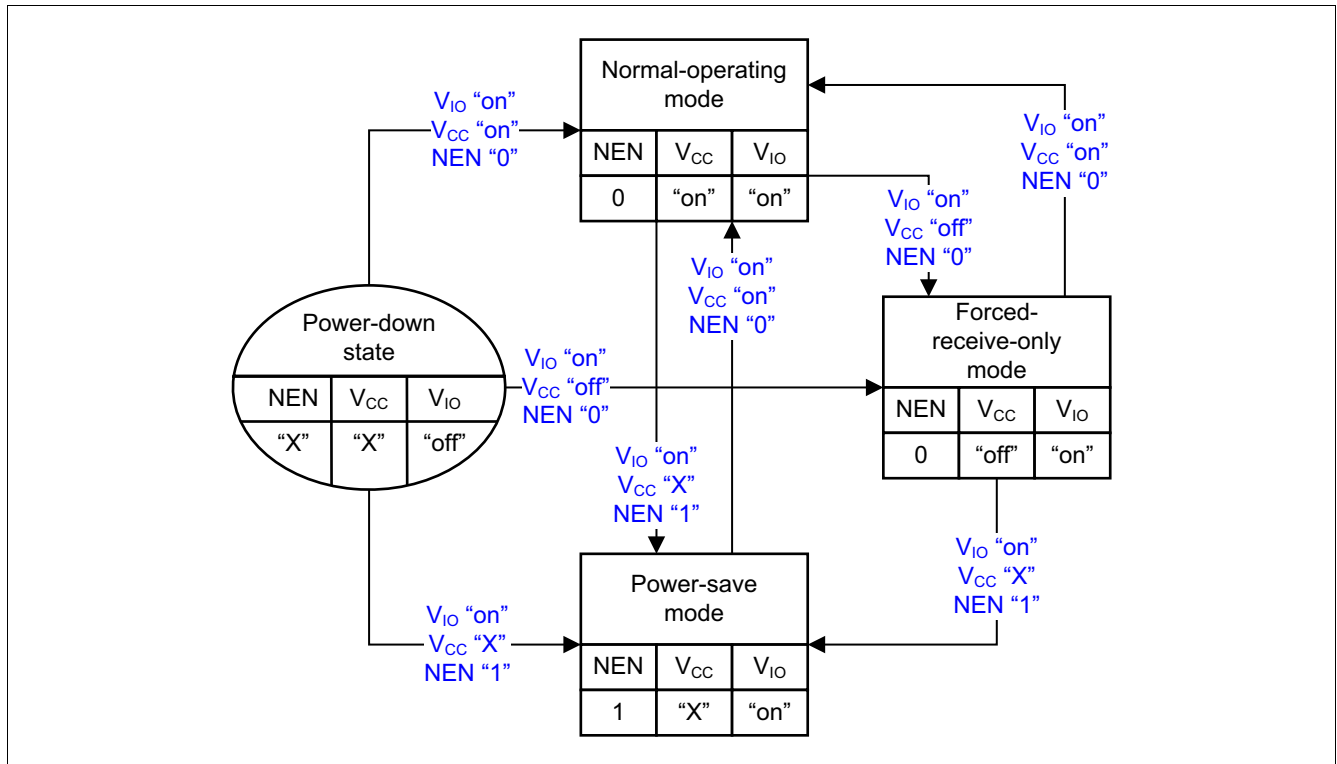 Normal-operating
mode
NEN V_CC V_IO
0 “on” “on”
V_IO “on”
V_CC “on”
NEN “0”
V_IO “on”
V_CC “on”
NEN “0”
V_IO “on”
V_CC “off”
NEN “0”
V_IO “on”
V_CC “on”
NEN “0”
Power-down
state
NEN V_CC V_IO
“X” “X” “off”
V_IO “on”
V_CC “off”
NEN “0”
Forced-
receive-only
mode
NEN V_CC V_IO
0 “off” “on”
V_IO “on”
V_CC “X”
NEN “1”
V_IO “on”
V_CC “X”
NEN “1”
V_IO “on”
V_CC “X”
NEN “1”
Power-save
mode
NEN V_CC V_IO
1 “X” “on”